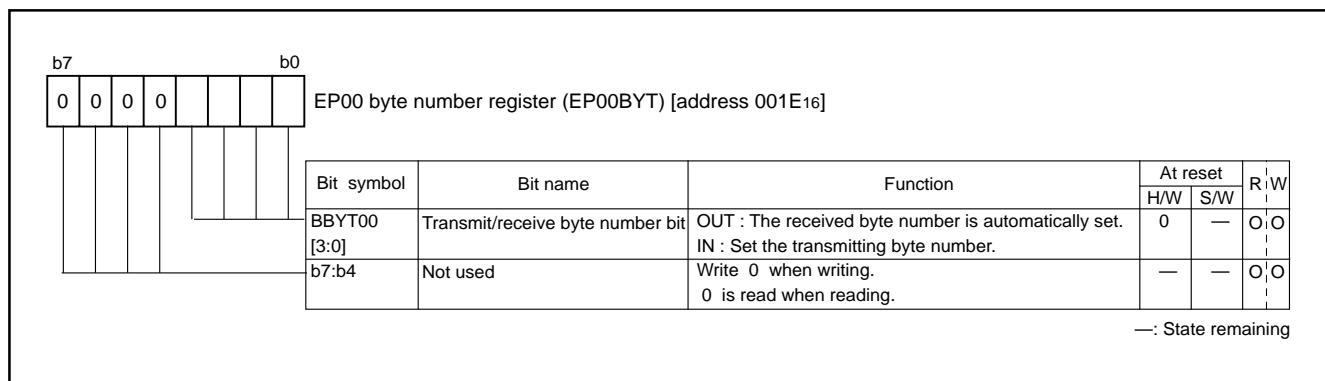 b7 b0
0 0 0 0 EP00 byte number register (EP00BYT) [address 001E16]
Bit symbol Bit name Function At reset R W
H/W S/W
BBYT00 Transmit/receive byte number bit OUT : The received byte number is automatically set. 0 — O O
[3:0] IN : Set the transmitting byte number.
b7:b4 Not used Write 0 when writing. — — O O
0 is read when reading.
—: State remaining